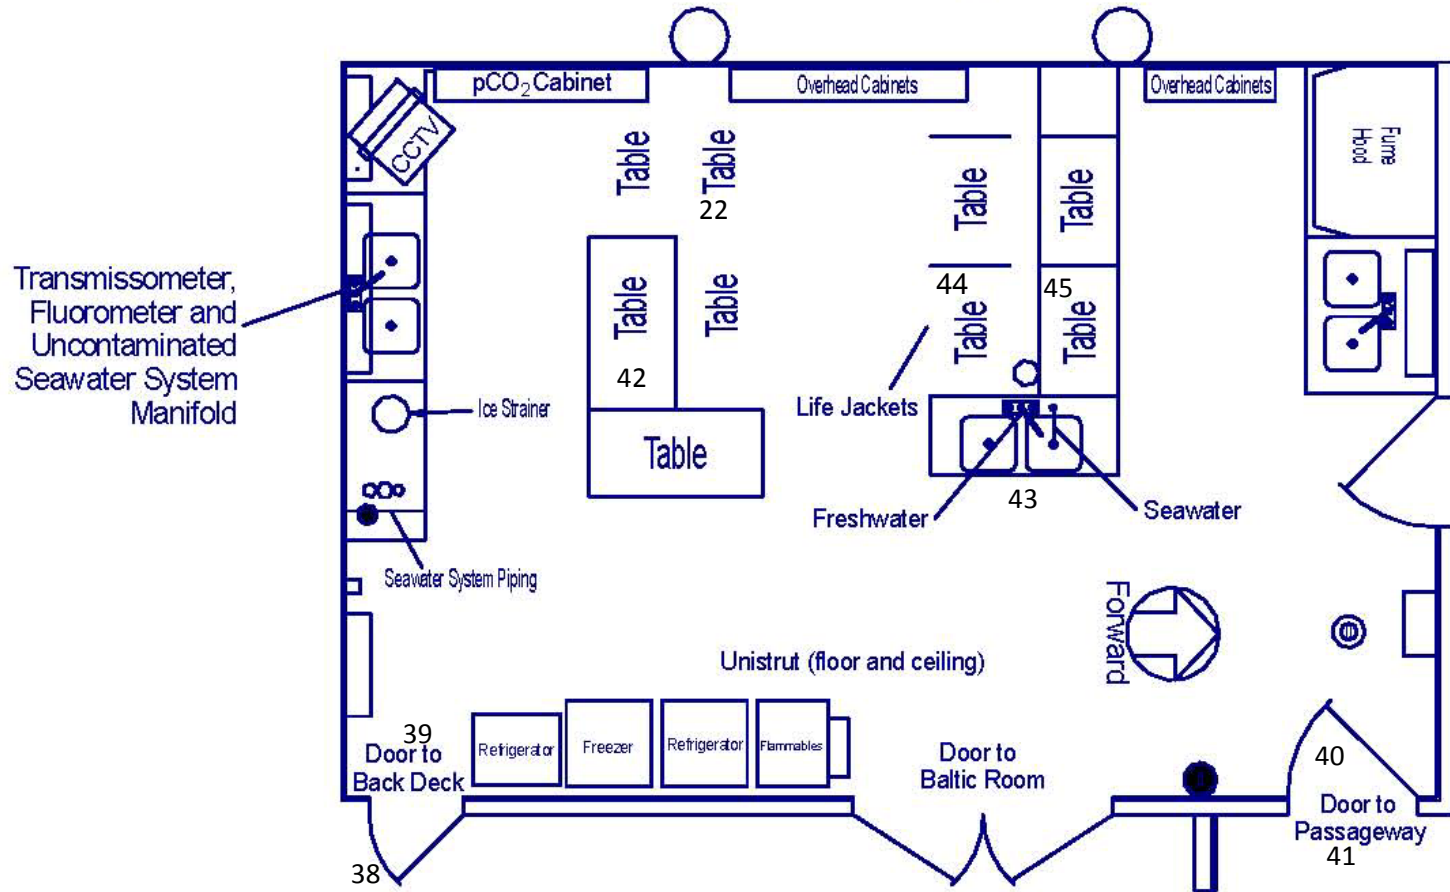 pCO₂ Cabinet
Overhead Cabinets
Overhead Cabinets
CCTV
Table
Table
22
Table
Table
Fume
Hood
Transmissometer,
Fluorometer and
Uncontaminated
Seawater System
Manifold
Table
42
Table
44
Table
45
Table
Life Jackets
Ice Strainer
Table
43
Freshwater
Seawater
Seawater System Piping
Forward
Unistrut (floor and ceiling)
39
Door to
Back Deck
Refrigerator
Freezer
Refrigerator
Flammables
Door to
Baltic Room
40
Door to
Passageway
41
38